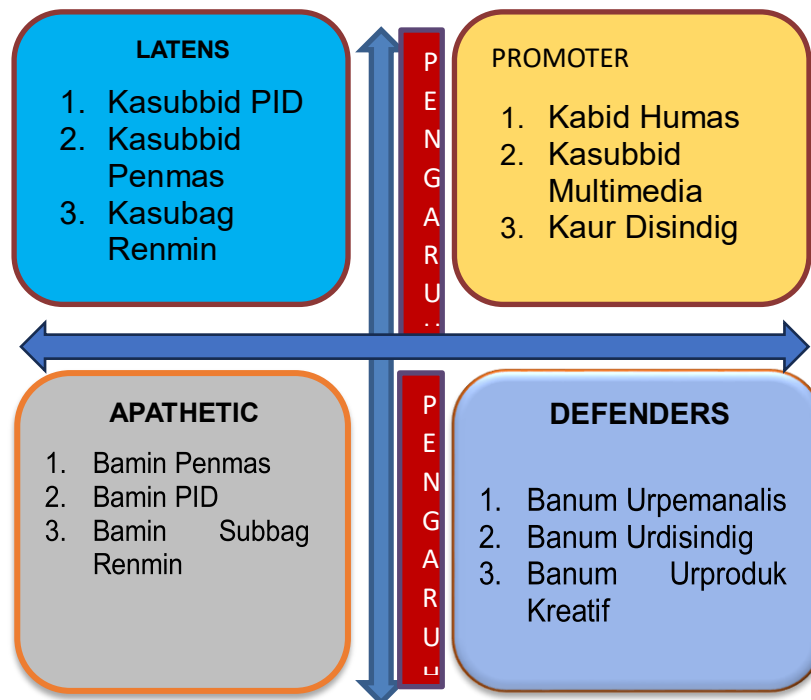 LATENS
1. Kasubbid PID
2. Kasubbid
Penmas
3. Kasubag
Renmin
P
E
N
G
A
R
U
PROMOTER
1. Kabid Humas
2. Kasubbid
Multimedia
3. Kaur Disindig
APATHETIC
1. Bamin Penmas
2. Bamin PID
3. Bamin Subbag
Renmin
P
E
N
G
A
R
U
H
DEFENDERS
1. Banum Urpemanalis
2. Banum Urdisindig
3. Banum Urproduk
Kreatif